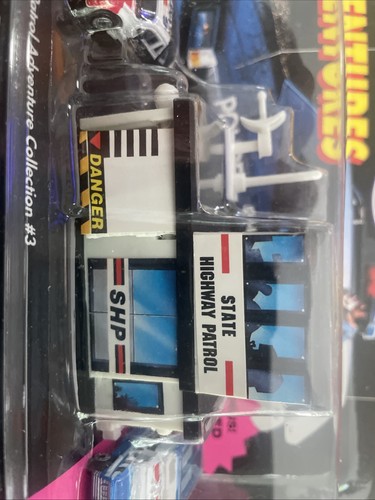 ENTURES
Patrol Adventure Collection #3
DANGER
SHP
STATE
HIGHWAY PATROL